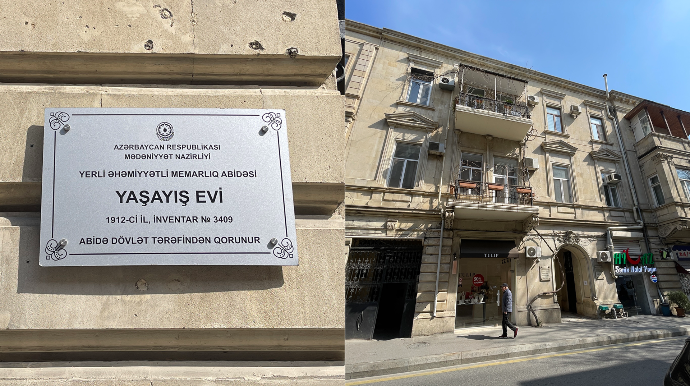 AZƏRBAYCAN RESPUBLİKASI
MƏDƏNİYYƏT NAZİRLİYİ
YERLİ ƏHƏMİYYƏTLİ MEMARLIQ ABİDƏSİ
YAŞAYIŞ EVİ
1912-Cİ İL, İNVENTAR № 3409
ABİDƏ DÖVLƏT TƏRƏFİNDƏN QORUNUR